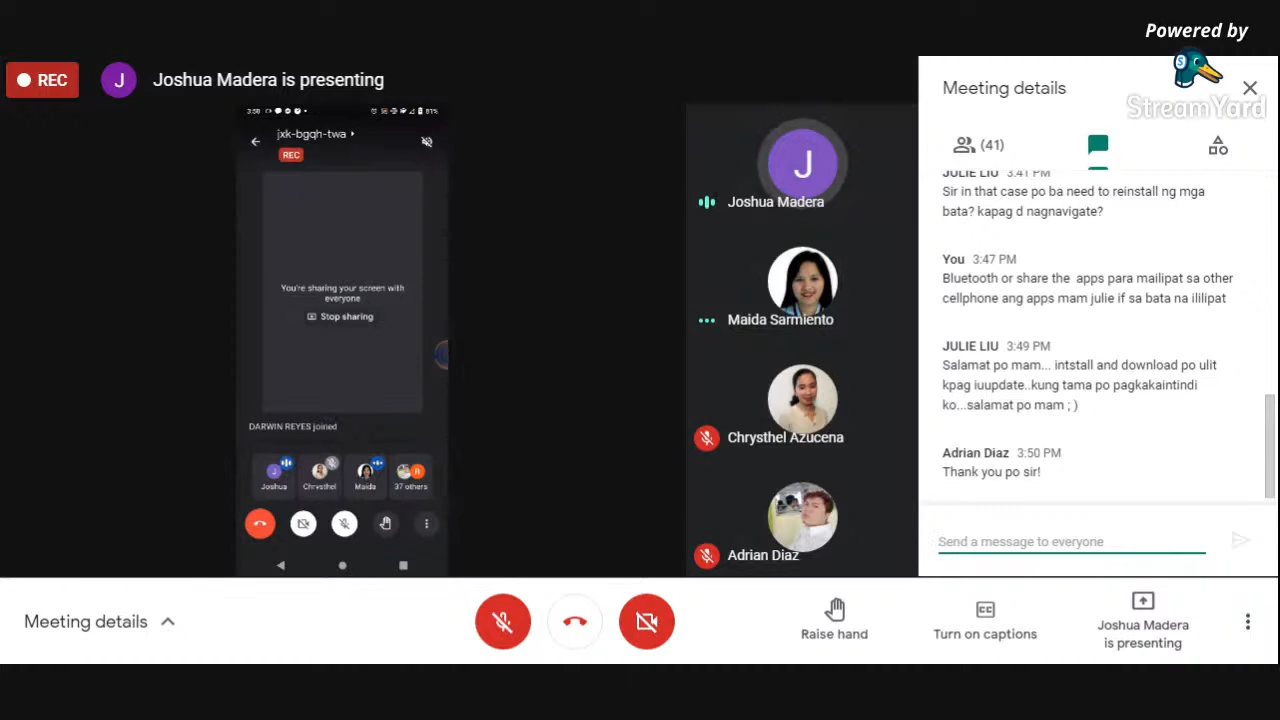 Powered by
StreamYard
REC
J
Joshua Madera is presenting
3:58
81%
jxk-bgqh-twa
REC
You're sharing your screen with
everyone
Stop sharing
DARWIN REYES joined
J
Joshua
Chrysthel
Maida
37 others
J
Joshua Madera
Maida Sarmiento
Chrysthel Azucena
Adrian Diaz
Meeting details
(41)
JULIE LIU 3:41 PM
Sir in that case po ba need to reinstall ng mga
bata? kapag d nagnavigate?
You 3:47 PM
Bluetooth or share the apps para mailipat sa other
cellphone ang apps mam julie if sa bata na ililipat
JULIE LIU 3:49 PM
Salamat po mam... intstall and download po ulit
kpag iuupdate..kung tama po pagkakaintindi
ko...salamat po mam ; )
Adrian Diaz 3:50 PM
Thank you po sir!
Send a message to everyone
Meeting details
Raise hand
Turn on captions
Joshua Madera
is presenting